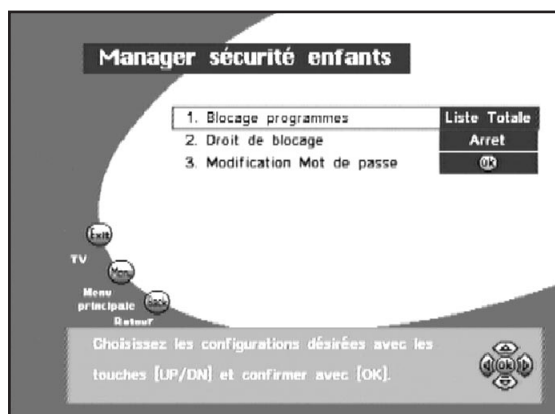 Manager sécurité enfants
1. Blocage programmes Liste Totale
2. Droit de blocage Arret
3. Modification Mot de passe Ok
Exit
TV
Menu
Menu
principale
Back
Retour
Choisissez les configurations désirées avec les
touches [UP/DN] et confirmer avec [OK].
Ok